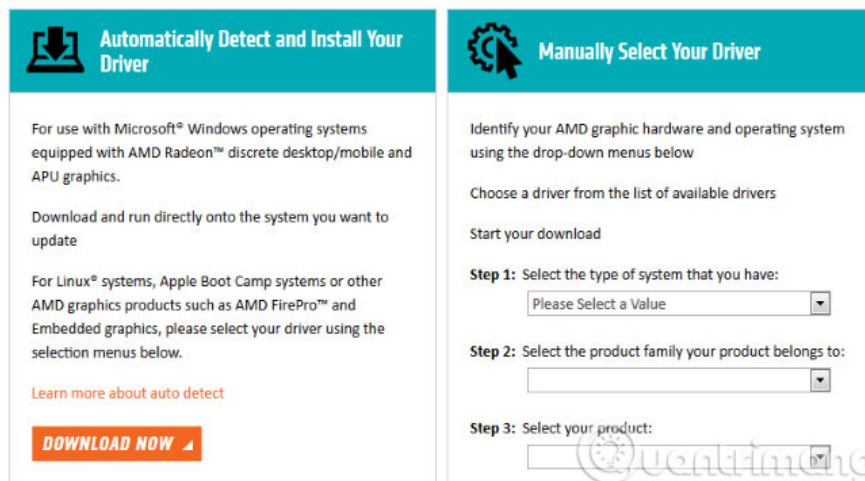 Automatically Detect and Install Your
Driver
For use with Microsoft® Windows operating systems
equipped with AMD Radeon™ discrete desktop/mobile and
APU graphics.
Download and run directly onto the system you want to
update
For Linux® systems, Apple Boot Camp systems or other
AMD graphics products such as AMD FirePro™ and
Embedded graphics, please select your driver using the
selection menus below.
Learn more about auto detect
DOWNLOAD NOW
Manually Select Your Driver
Identify your AMD graphic hardware and operating system
using the drop-down menus below
Choose a driver from the list of available drivers
Start your download
Step 1: Select the type of system that you have:
Please Select a Value
Step 2: Select the product family your product belongs to:
Step 3: Select your product:
Quantrimang